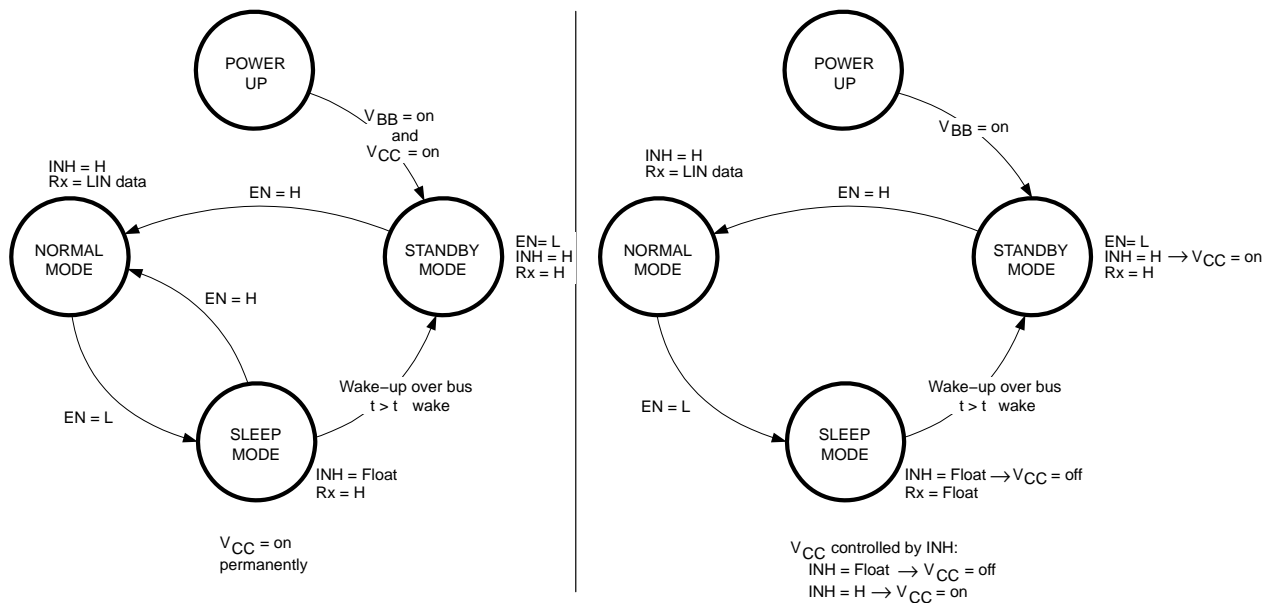 POWER
UP
V BB = on
and
V CC = on
INH = H
Rx = LIN data
EN = H
NORMAL
MODE
STANDBY
MODE
EN= L
INH = H
Rx = H
EN = H
Wake–up over bus
t > t wake
EN = L
SLEEP
MODE
INH = Float
Rx = H
V CC = on
permanently
POWER
UP
V BB = on
INH = H
Rx = LIN data
EN = H
NORMAL
MODE
STANDBY
MODE
EN= L
INH = H → V CC = on
Rx = H
Wake–up over bus
t > t wake
EN = L
SLEEP
MODE
INH = Float → V CC = off
Rx = Float
V CC controlled by INH:
INH = Float → V CC = off
INH = H → V CC = on